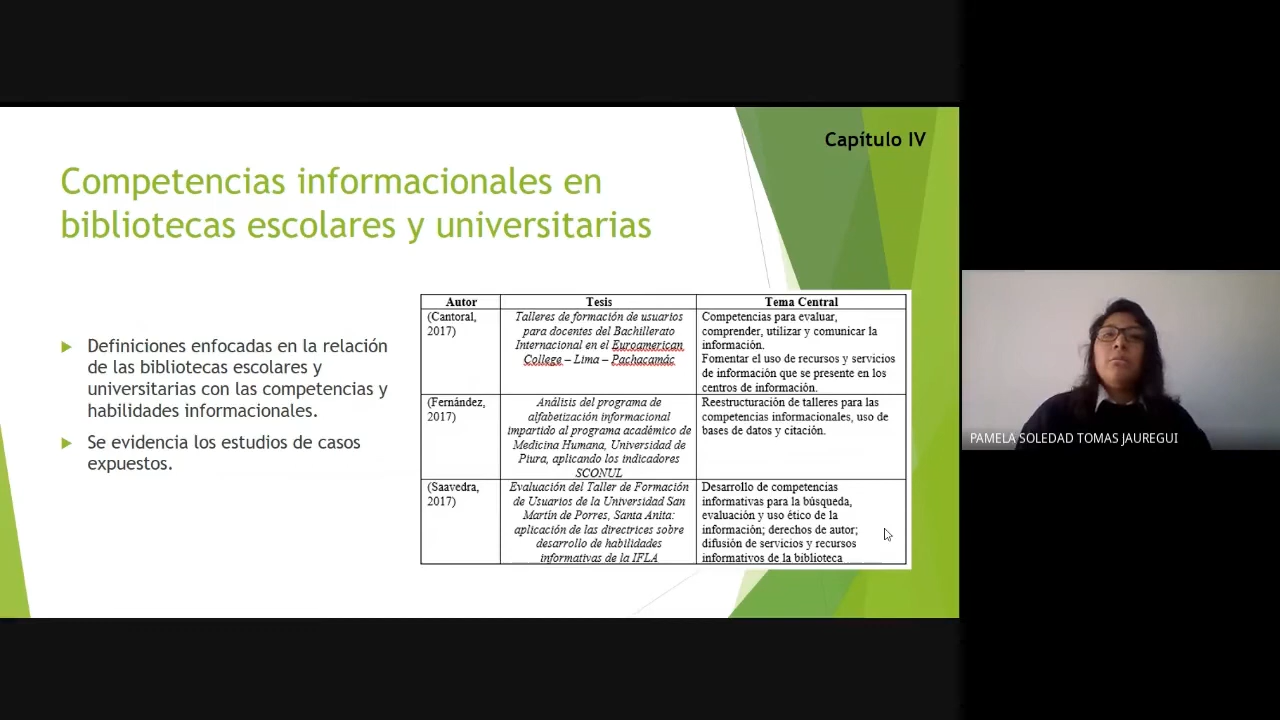 Capítulo IV
Competencias informacionales en
bibliotecas escolares y universitarias
Definiciones enfocadas en la relación
de las bibliotecas escolares y
universitarias con las competencias y
habilidades informacionales.
Se evidencia los estudios de casos
expuestos.
Autor
Tesis
Tema Central
(Cantoral,
2017)
Talleres de formación de usuarios
para docentes del Bachillerato
Internacional en el Euroamerican
College – Lima – Pachacamác
Competencias para evaluar,
comprender, utilizar y comunicar la
información.
Fomentar el uso de recursos y servicios
de información que se presente en los
centros de información.
(Fernández,
2017)
Análisis del programa de
alfabetización informacional
impartido al programa académico de
Medicina Humana, Universidad de
Piura, aplicando los indicadores
SCONUL
Reestructuración de talleres para las
competencias informacionales, uso de
bases de datos y citación.
(Saavedra,
2017)
Evaluación del Taller de Formación
de Usuarios de la Universidad San
Martín de Porres, Santa Anita:
aplicación de las directrices sobre
desarrollo de habilidades
informativas de la IFLA
Desarrollo de competencias
informativas para la búsqueda,
evaluación y uso ético de la
información; derechos de autor;
difusión de servicios y recursos
informativos de la biblioteca
PAMELA SOLEDAD TOMAS JAUREGUI